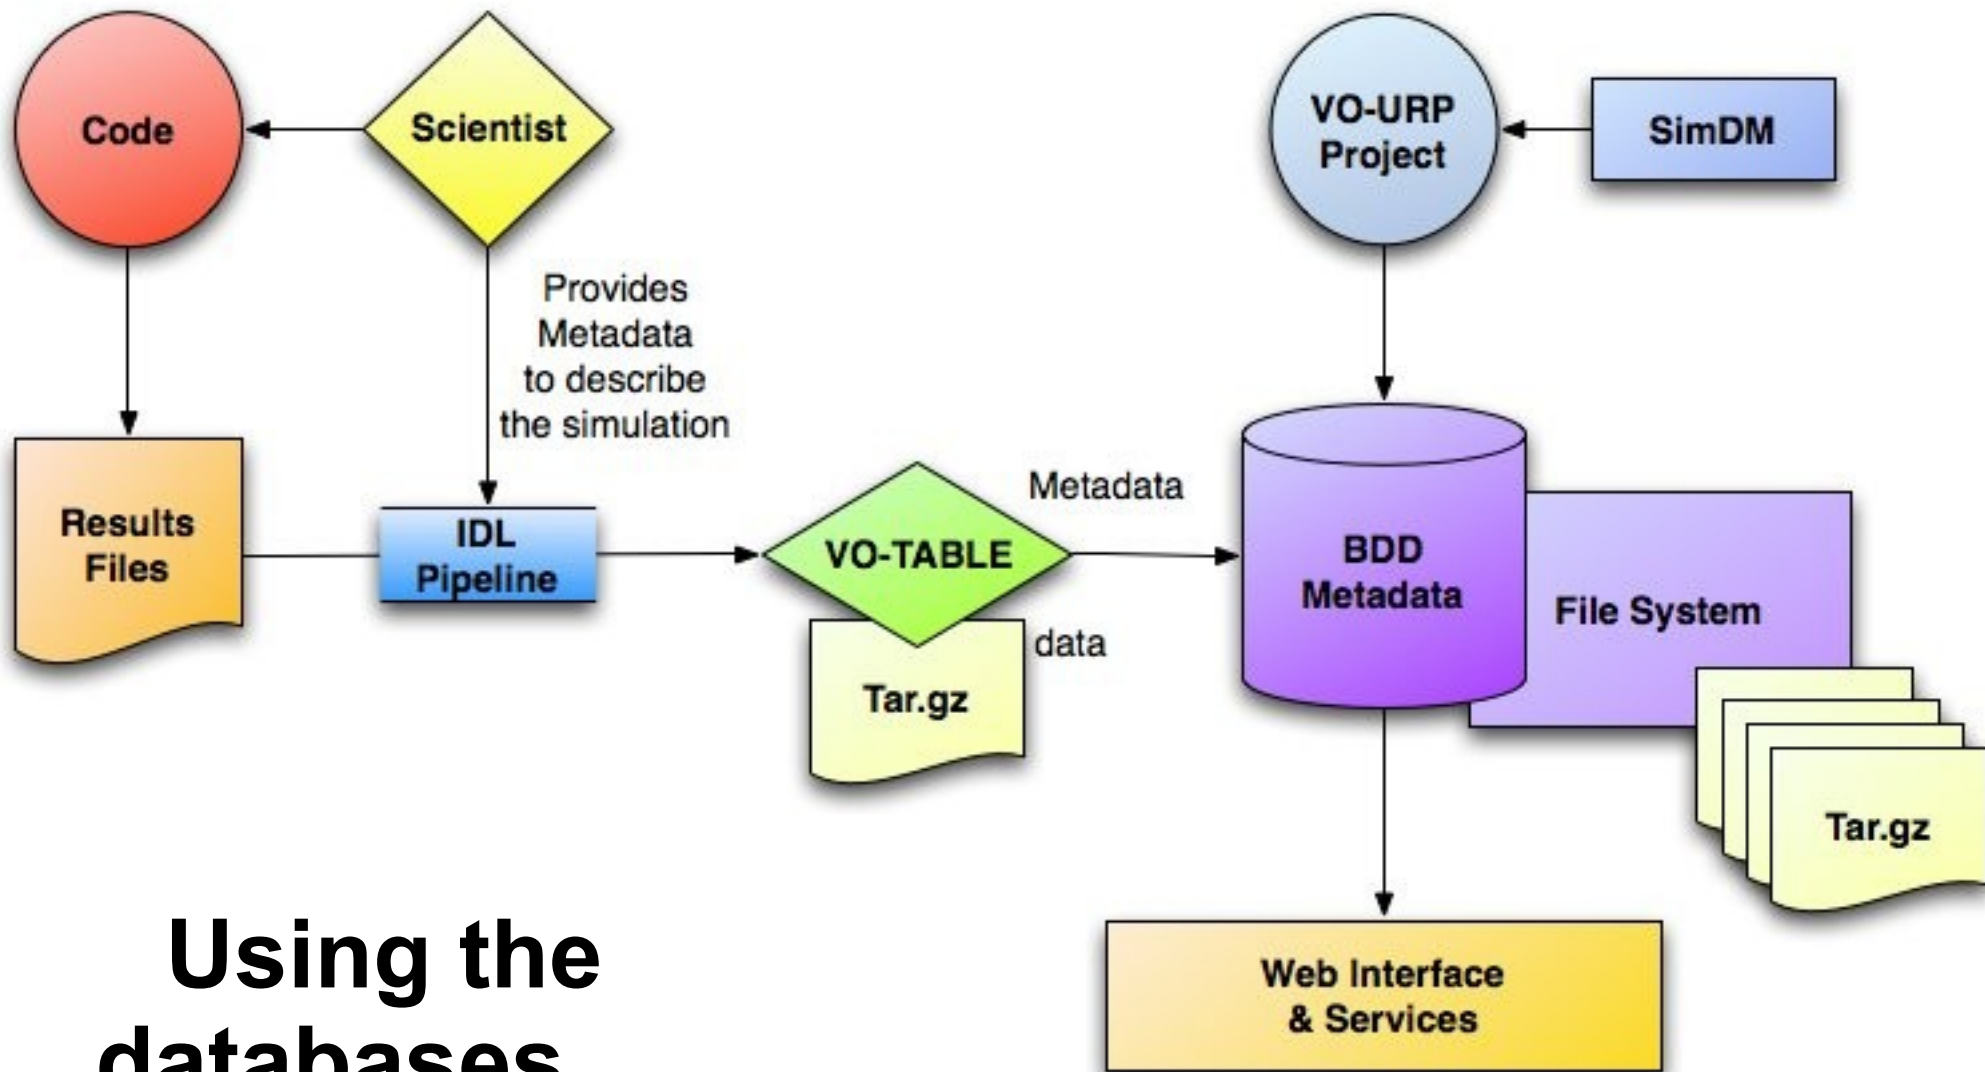 Code
Scientist
VO-URP
Project
SimDM
Provides
Metadata
to describe
the simulation
Results
Files
IDL
Pipeline
VO-TABLE
Metadata
data
Tar.gz
BDD
Metadata
File System
Tar.gz
Web Interface
& Services
Using the
databases